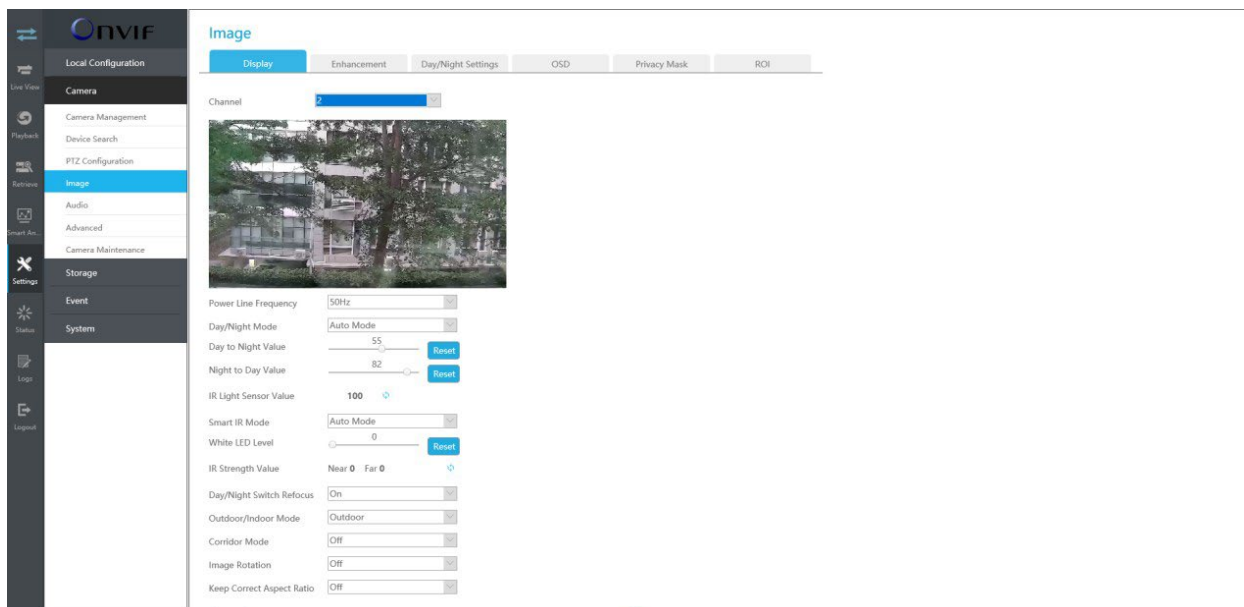 Onvif
Live View
Playback
Retrieve
Smart An...
Settings
Status
Logs
Logout
Local Configuration
Camera
Camera Management
Device Search
PTZ Configuration
Image
Audio
Advanced
Camera Maintenance
Storage
Event
System
Image
Display Enhancement Day/Night Settings OSD Privacy Mask ROI
Channel 2
Power Line Frequency 50Hz
Day/Night Mode Auto Mode
Day to Night Value 55 Reset
Night to Day Value 82 Reset
IR Light Sensor Value 100
Smart IR Mode Auto Mode
White LED Level 0 Reset
IR Strength Value Near 0 Far 0
Day/Night Switch Refocus On
Outdoor/Indoor Mode Outdoor
Corridor Mode Off
Image Rotation Off
Keep Correct Aspect Ratio Off